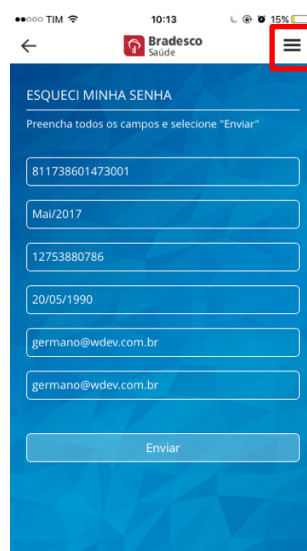 TIM 10:13 15%
Bradesco
Saúde
ESQUECI MINHA SENHA
Preencha todos os campos e selecione "Enviar"
811738601473001
Mai/2017
12753880786
20/05/1990
germano@wdev.com.br
germano@wdev.com.br
Enviar